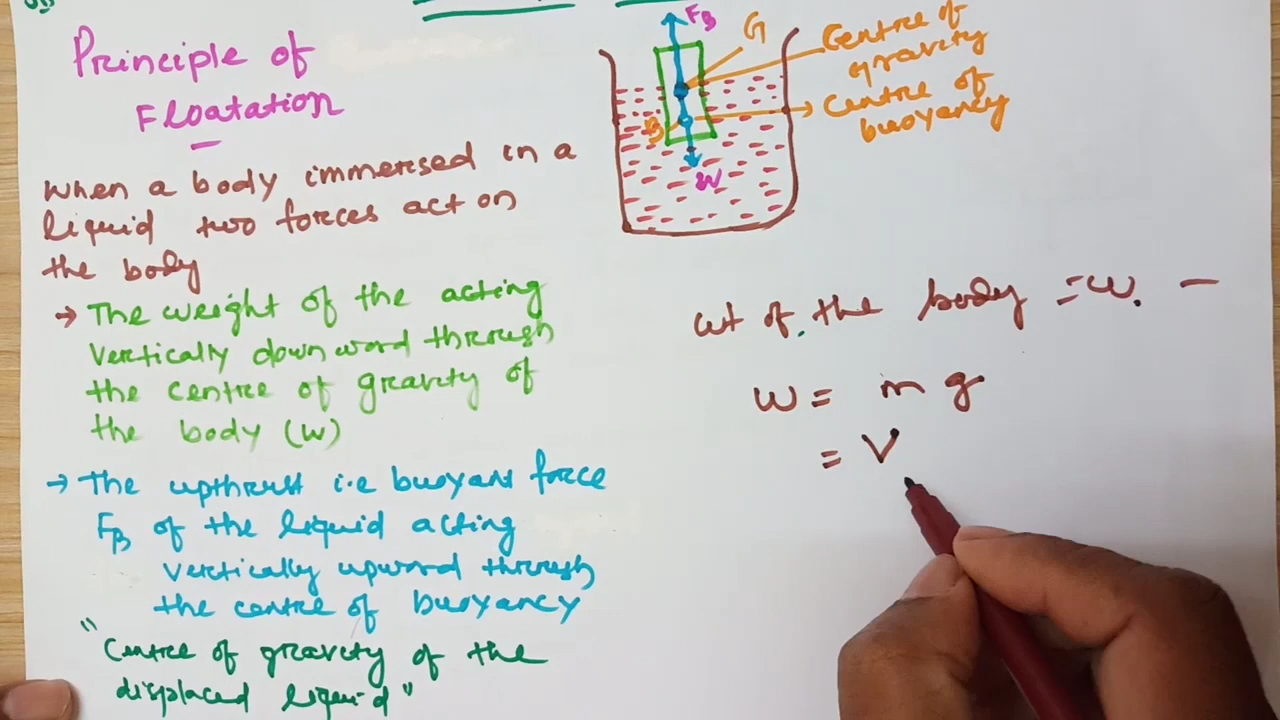 Principle of
Floatation
When a body immersed in a
liquid two forces act on
the body
→ The weight of the acting
vertically downword through
the centre of gravity of
the body (W)
→ The upthrust i.e buoyant force
FB of the liquid acting
vertically upword through
the centre of buoyancy
"Centre of gravity of the
displaced liquid"
FB
G
Centre of
gravity
Centre of
buoyancy
B
W
wt of. the body = W. —
W = m g
= V